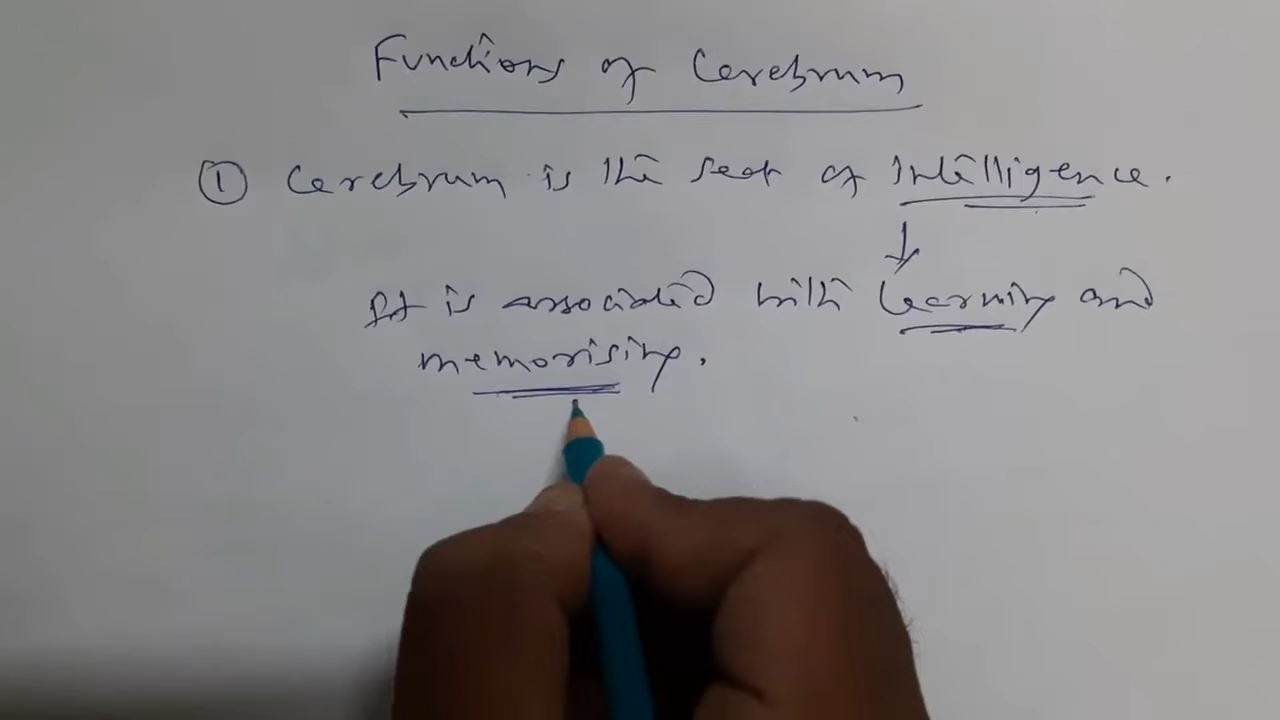 Functions of Cerebrum
① Cerebrum is the seat of intelligence.
↓
It is associated with learning and
memorising.